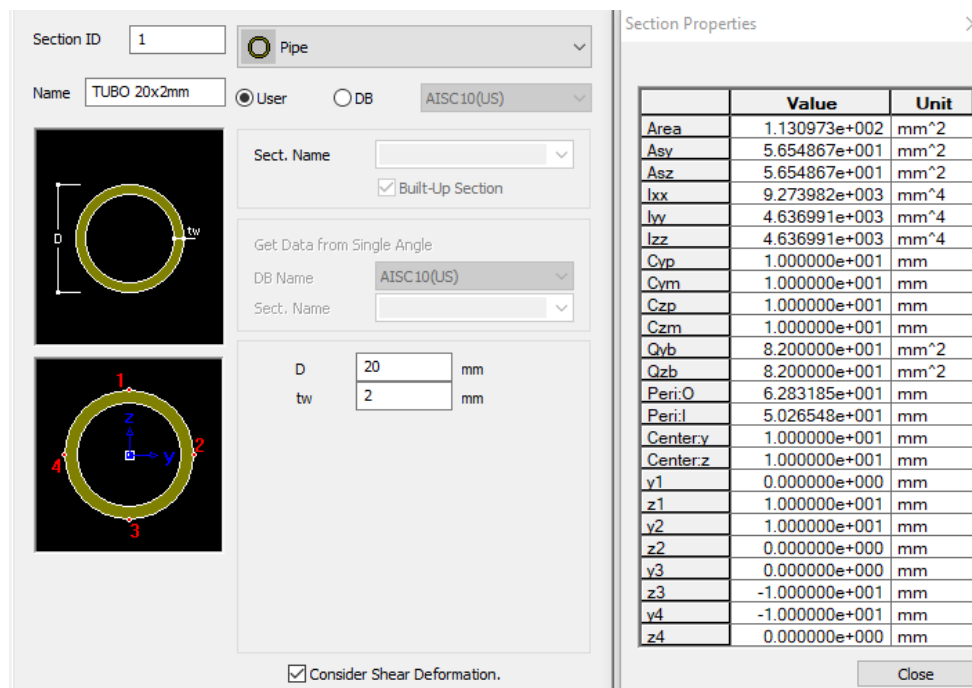 Section ID 1 Pipe
Name TUBO 20x2mm User DB AISC10(US)
D tw
1
z
2
y
4
3
Sect. Name
Built-Up Section
Get Data from Single Angle
DB Name AISC10(US)
Sect. Name
D 20 mm
tw 2 mm
Consider Shear Deformation.
Section Properties
Value Unit
Area 1.130973e+002 mm^2
Asy 5.654867e+001 mm^2
Asz 5.654867e+001 mm^2
Ixx 9.273982e+003 mm^4
Iyy 4.636991e+003 mm^4
Izz 4.636991e+003 mm^4
Cyp 1.000000e+001 mm
Cym 1.000000e+001 mm
Czp 1.000000e+001 mm
Czm 1.000000e+001 mm
Qyb 8.200000e+001 mm^2
Qzb 8.200000e+001 mm^2
Peri:O 6.283185e+001 mm
Peri:I 5.026548e+001 mm
Center:y 1.000000e+001 mm
Center:z 1.000000e+001 mm
y1 0.000000e+000 mm
z1 1.000000e+001 mm
y2 1.000000e+001 mm
z2 0.000000e+000 mm
y3 0.000000e+000 mm
z3 -1.000000e+001 mm
y4 -1.000000e+001 mm
z4 0.000000e+000 mm
Close